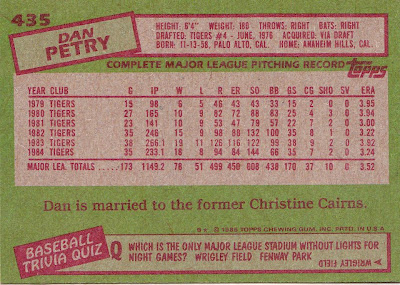 435
DAN PETRY
HEIGHT: 6'4" WEIGHT: 180 THROWS: RIGHT BATS: RIGHT
DRAFTED: TIGERS #4 - JUNE, 1976 ACQUIRED: VIA DRAFT
BORN: 11-13-58, PALO ALTO, CAL. HOME: ANAHEIM HILLS, CAL.
COMPLETE MAJOR LEAGUE PITCHING RECORD
Topps
YEAR CLUB G IP W L R ER SO BB GS CG SHO SV ERA
1979 TIGERS 15 98 6 5 46 43 43 33 15 2 0 0 3.95
1980 TIGERS 27 165 10 9 82 72 88 83 25 4 3 0 3.94
1981 TIGERS 23 141 10 9 53 47 79 57 22 7 2 0 3.00
1982 TIGERS 35 246 15 9 98 88 132 100 35 8 1 0 3.22
1983 TIGERS 38 266.1 19 11 126 116 122 99 38 9 2 0 3.92
1984 TIGERS 35 233.1 18 8 94 84 144 66 35 7 2 0 3.24
MAJOR LEA. TOTALS 173 1149.2 78 51 499 450 608 438 170 37 10 0 3.52
Dan is married to the former Christine Cairns.
© 1985 TOPPS CHEWING GUM, INC. PRTD. IN U.S.A.
BASEBALL
TRIVIA QUIZ
Q WHICH IS THE ONLY MAJOR LEAGUE STADIUM WITHOUT LIGHTS FOR
NIGHT GAMES? WRIGLEY FIELD FENWAY PARK
A WRIGLEY FIELD